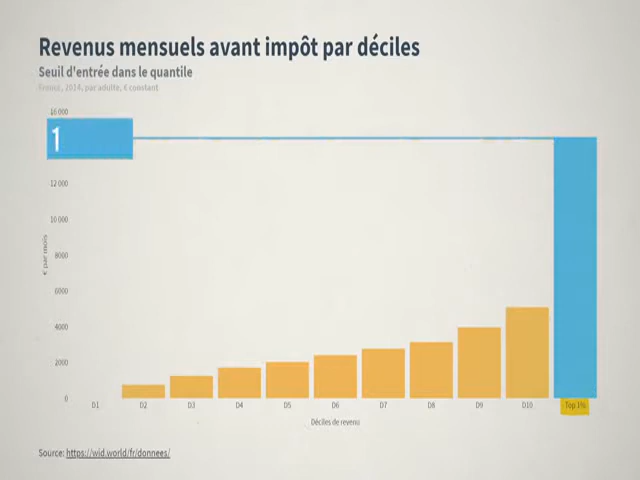 Revenus mensuels avant impôt par déciles
Seuil d'entrée dans le quantile
France, 2014, par adulte, € constant
16 000
1
12 000
10 000
8000
6000
4000
2000
0
€ par mois
D1 D2 D3 D4 D5 D6 D7 D8 D9 D10 Top 1%
Déciles de revenu
Source: https://wid.world/fr/donnees/